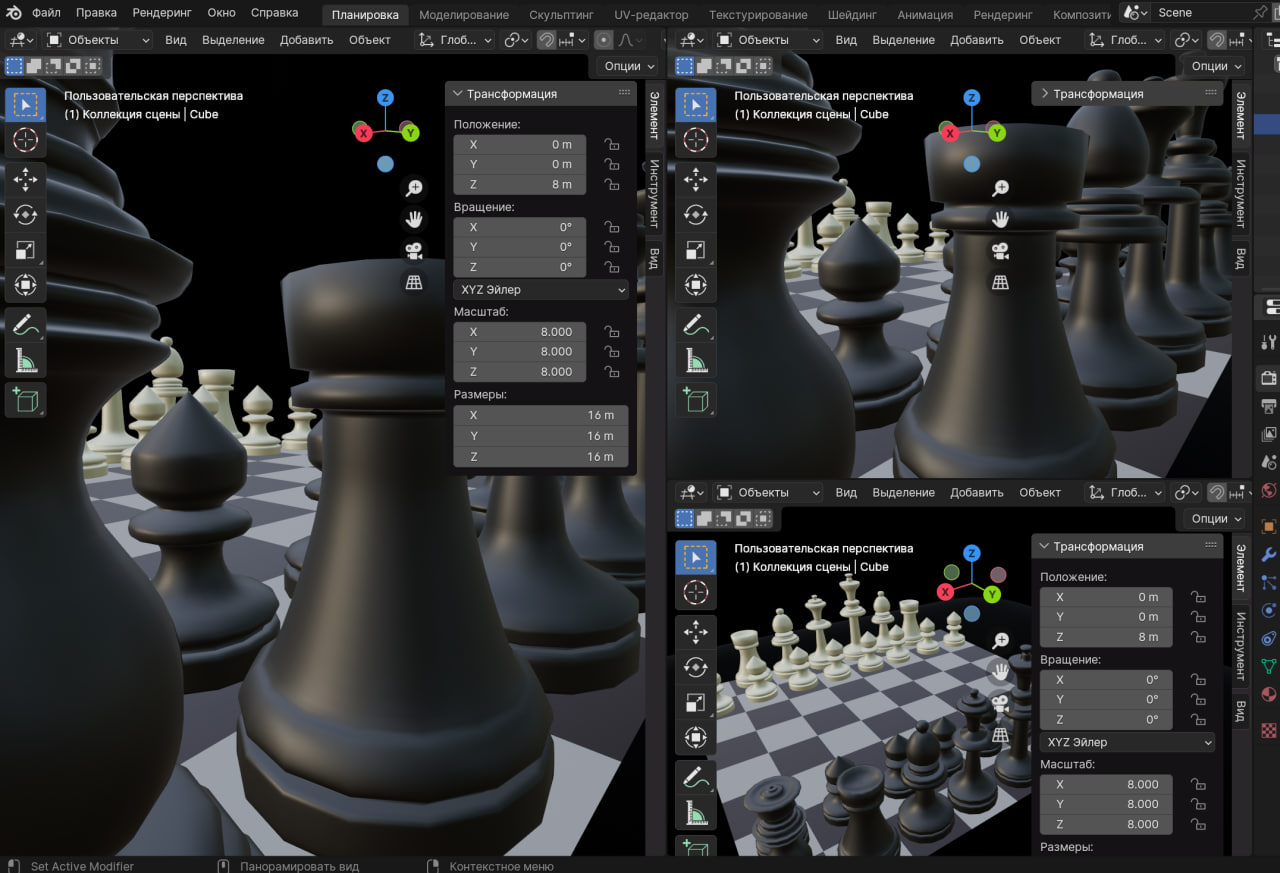 Файл Правка Рендеринг Окно Справка Планировка Моделирование Скульптинг UV-редактор Текстурирование Шейдинг Анимация Рендеринг Композити Scene
Объекты Вид Выделение Добавить Объект Глоб...
Опции
Пользовательская перспектива
(1) Коллекция сцены | Cube
Z
X
Y
Трансформация
Положение:
X 0 m
Y 0 m
Z 8 m
Вращение:
X 0°
Y 0°
Z 0°
XYZ Эйлер
Масштаб:
X 8.000
Y 8.000
Z 8.000
Размеры:
X 16 m
Y 16 m
Z 16 m
Элемент
Инструмент
Вид
Объекты Вид Выделение Добавить Объект Глоб...
Опции
Пользовательская перспектива
(1) Коллекция сцены | Cube
Z
X
Y
Трансформация
Элемент
Инструмент
Вид
Объекты Вид Выделение Добавить Объект Глоб...
Опции
Пользовательская перспектива
(1) Коллекция сцены | Cube
Z
X
Y
Трансформация
Положение:
X 0 m
Y 0 m
Z 8 m
Вращение:
X 0°
Y 0°
Z 0°
XYZ Эйлер
Масштаб:
X 8.000
Y 8.000
Z 8.000
Размеры:
Элемент
Инструмент
Вид
Set Active Modifier Панорамировать вид Контекстное меню